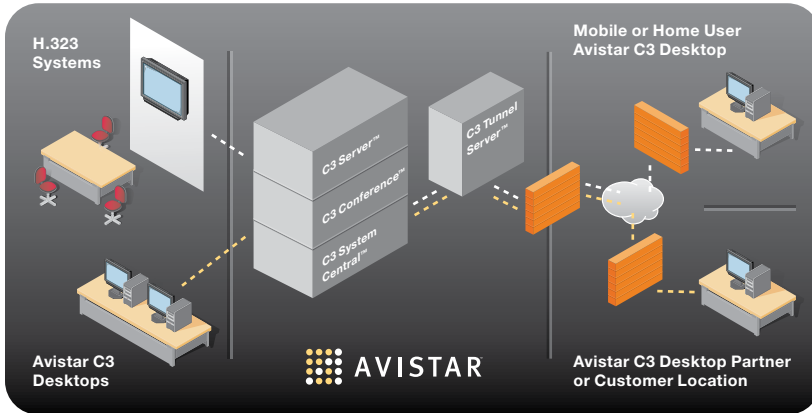 H.323
Systems
Mobile or Home User
Avistar C3 Desktop
C3 Server™
C3 Conference™
C3 System
Central™
C3 Tunnel
Server™
Avistar C3
Desktops
AVISTAR
Avistar C3 Desktop Partner
or Customer Location